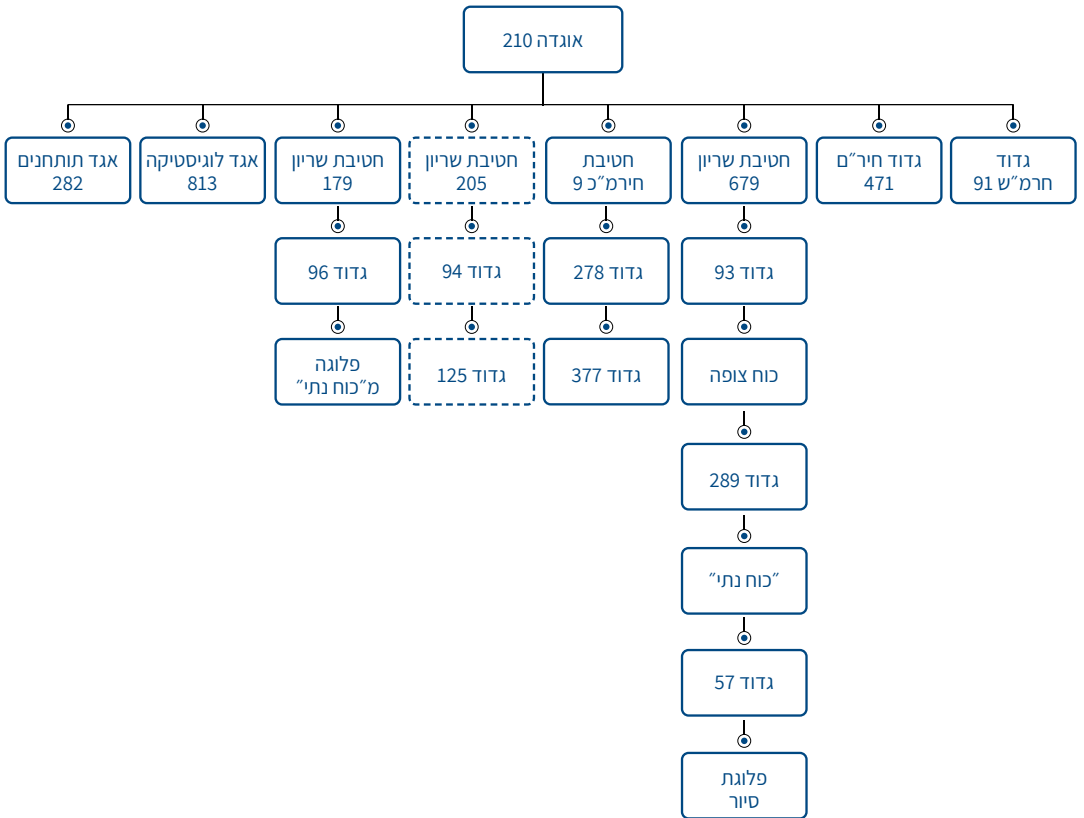 אוגדה 210
גדוד
חרמ״ש 91
גדוד חיר״ם
471
חטיבת שריון
679
חטיבת
חירמ״כ 9
חטיבת שריון
205
חטיבת שריון
179
אגד לוגיסטיקה
813
אגד תותחנים
282
גדוד 93
גדוד 278
גדוד 94
גדוד 96
כוח צופה
גדוד 377
גדוד 125
פלוגה
מ״כוח נתי״
גדוד 289
״כוח נתי״
גדוד 57
פלוגת
סיור